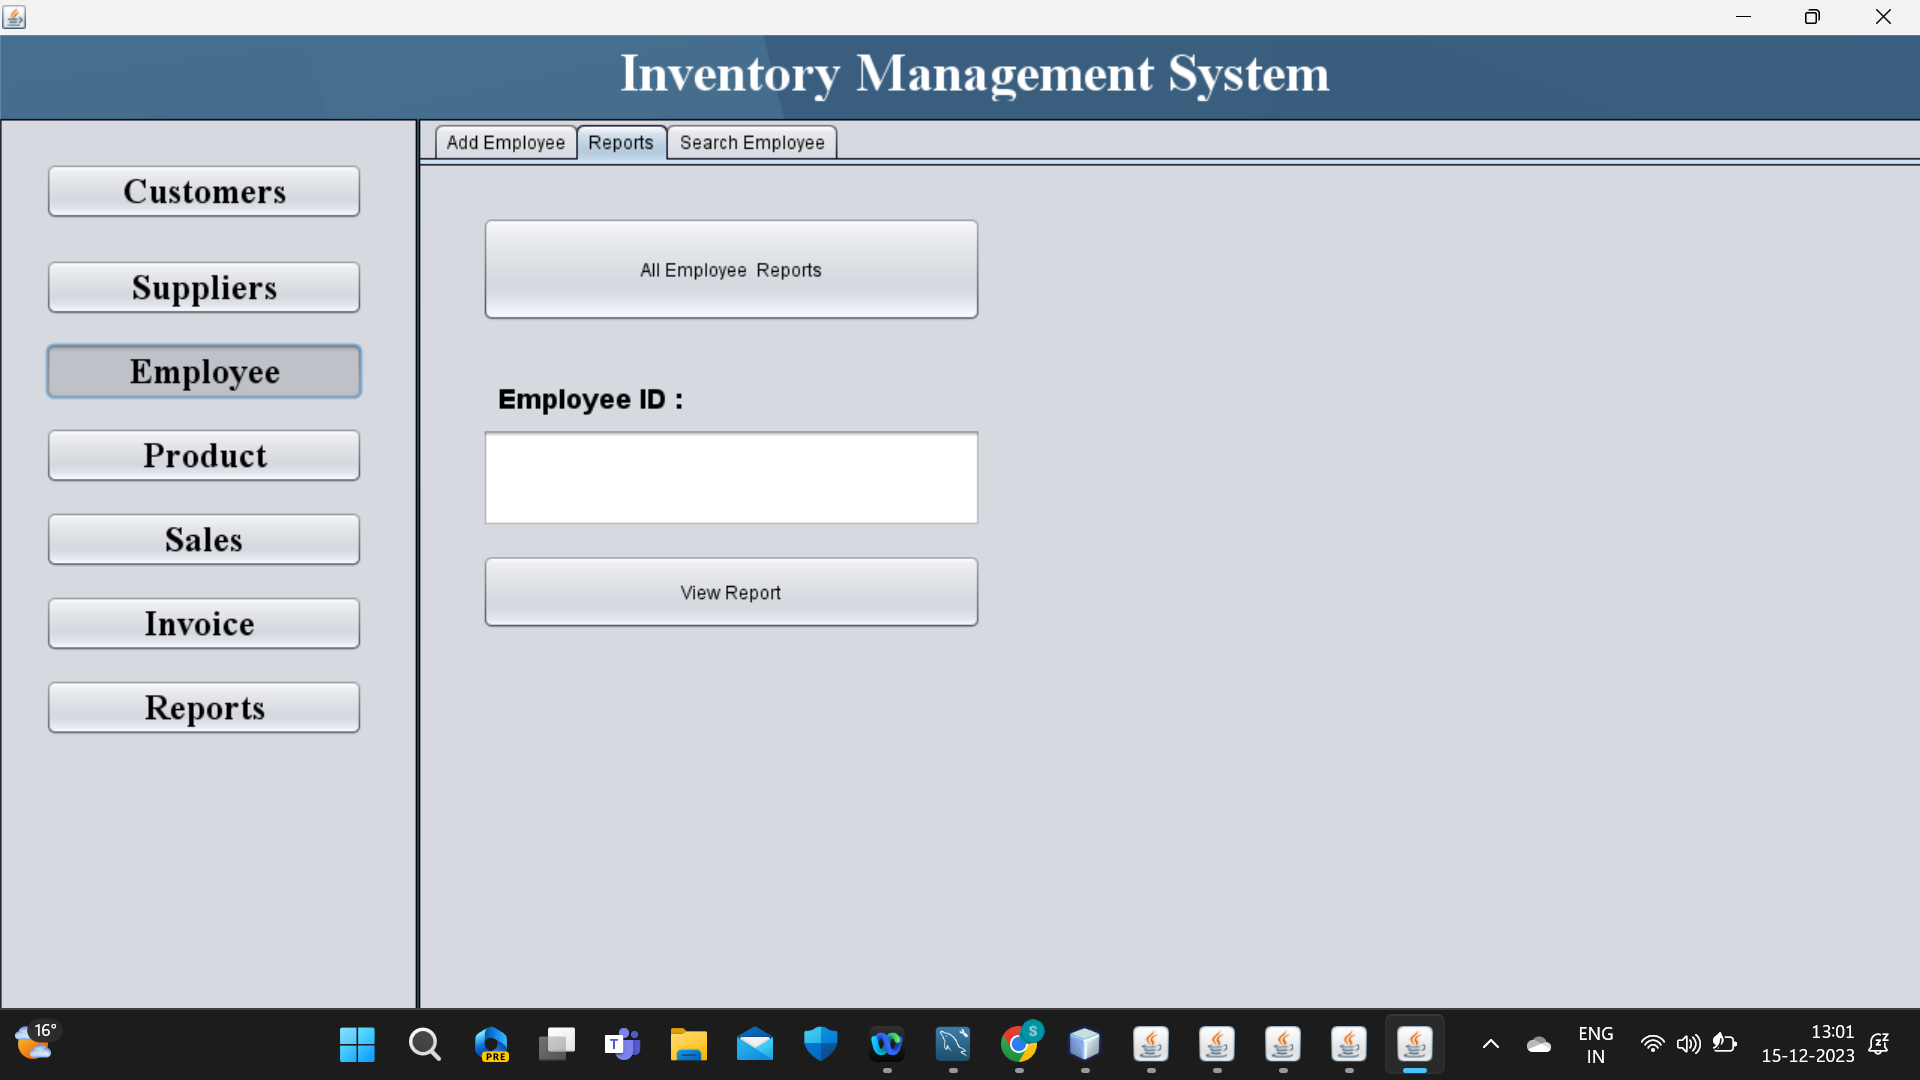 Inventory Management System
Add Employee
Reports
Search Employee
Customers
Suppliers
Employee
Product
Sales
Invoice
Reports
All Employee  Reports
Employee ID :
View Report
16°
PRE
T
S
ENG
IN
13:01
15-12-2023